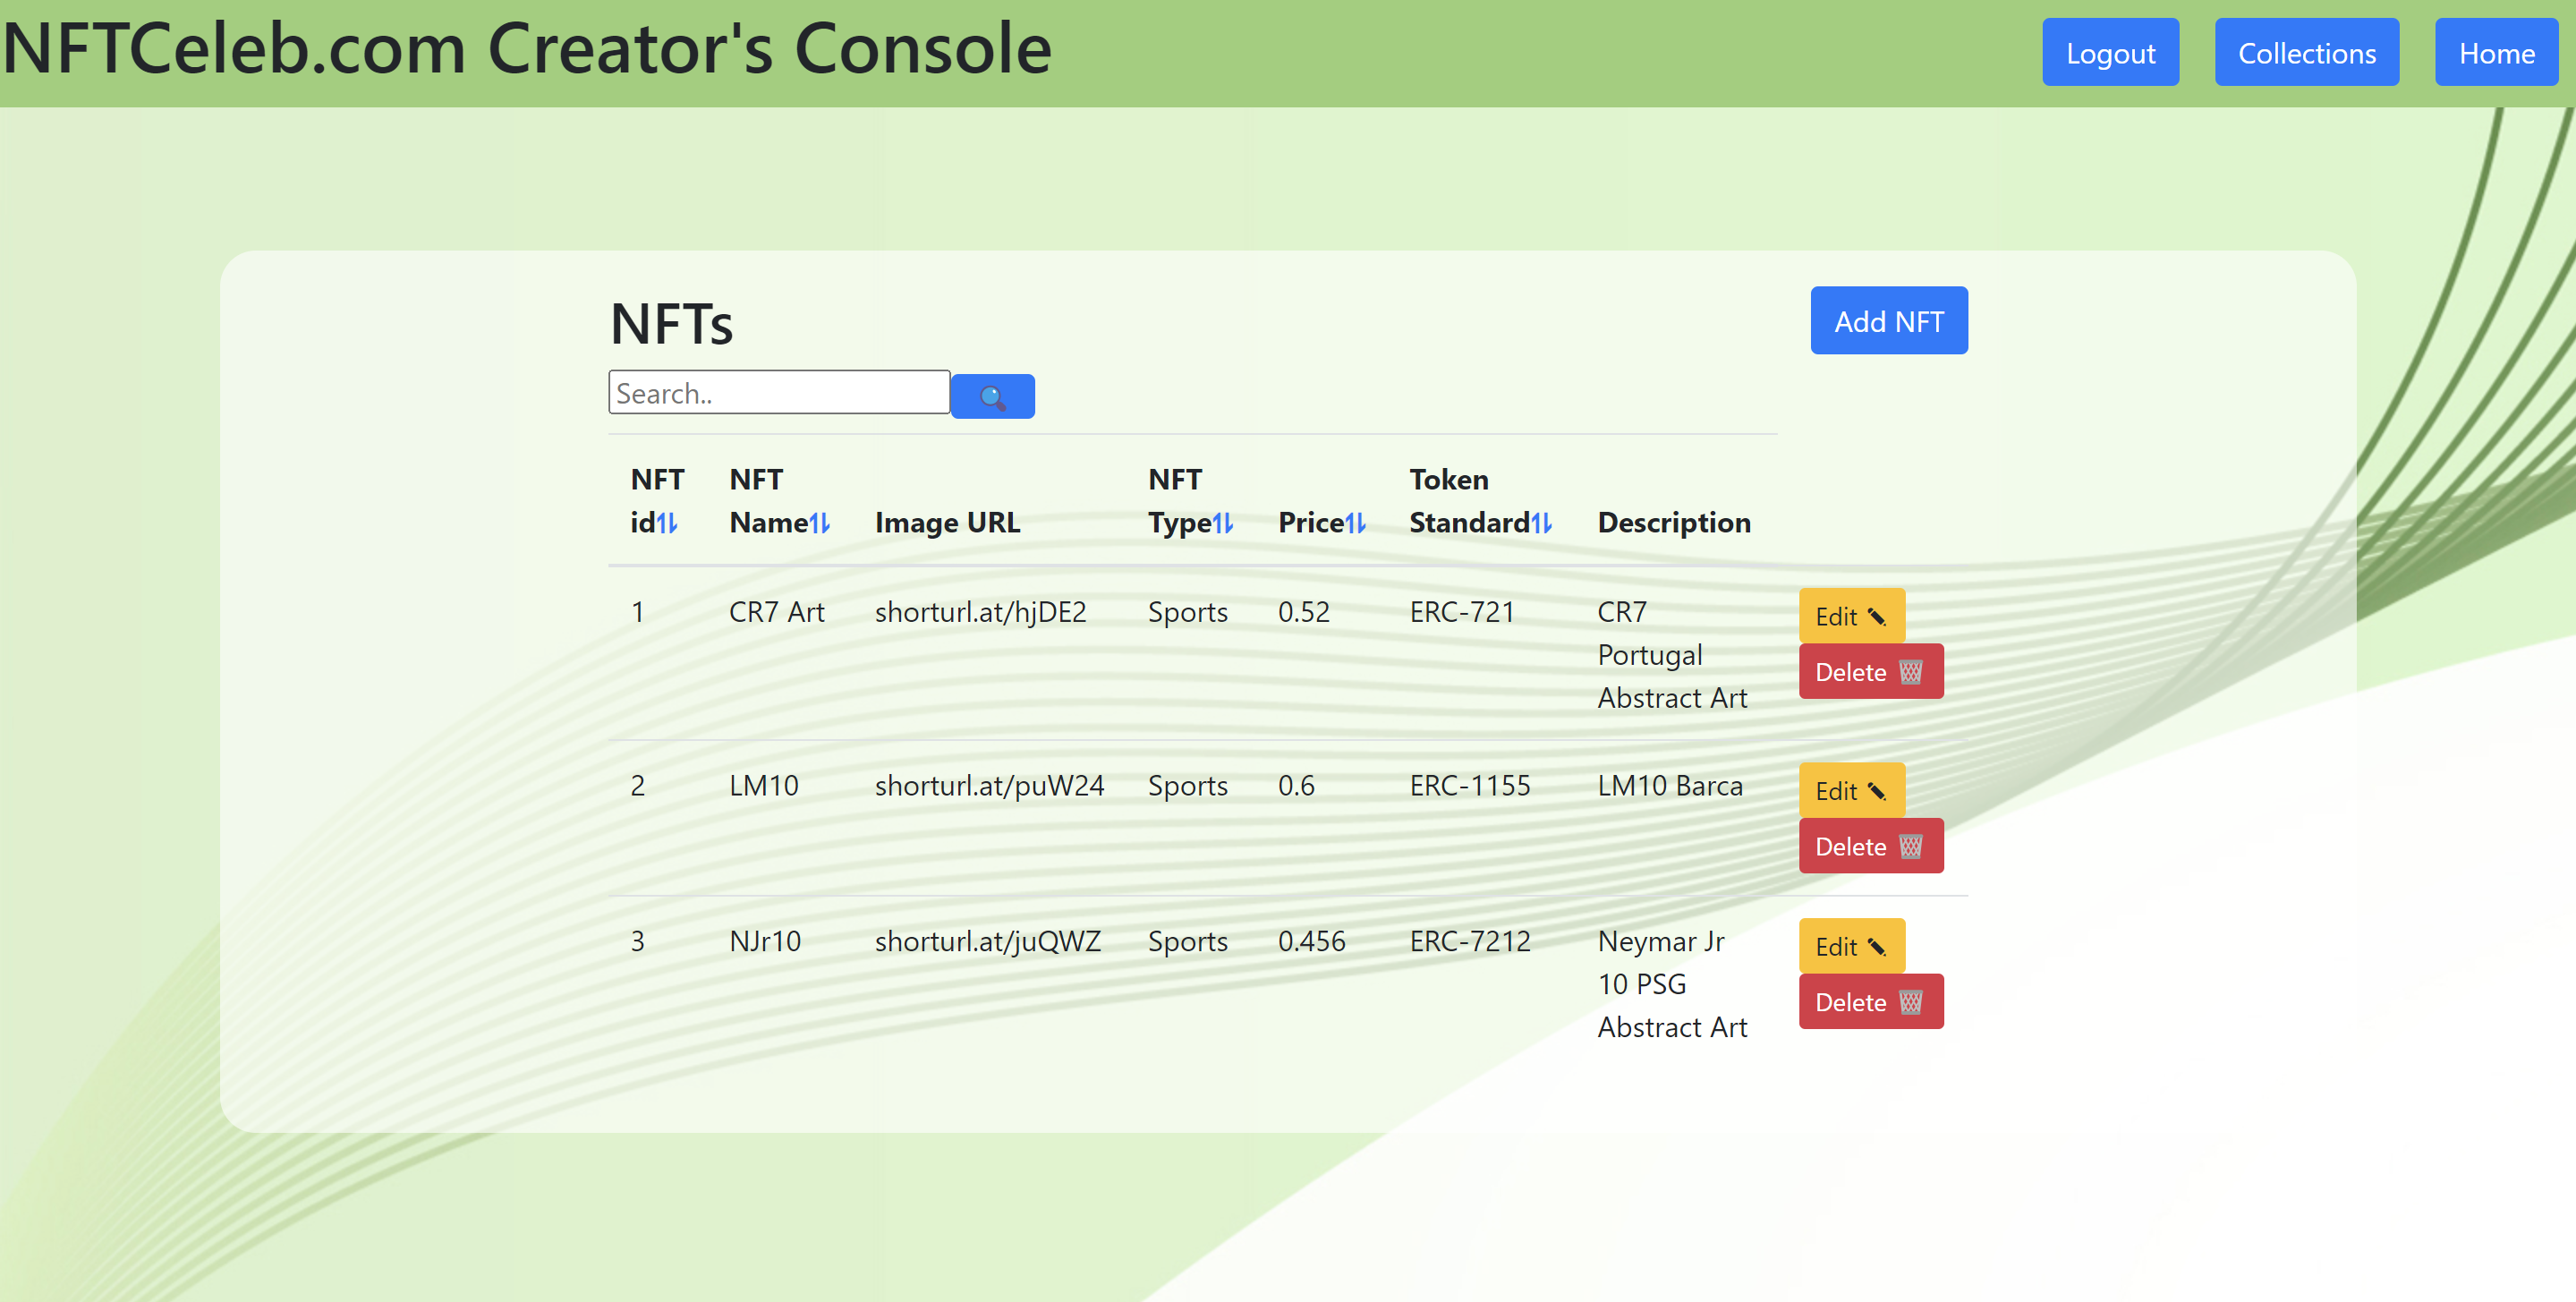 NFTCeleb.com Creator's Console
Logout
Collections
Home
NFTs
Add NFT
Search..
NFT id
NFT Name
Image URL
NFT Type
Price
Token Standard
Description
1 CR7 Art shorturl.at/hjDE2 Sports 0.52 ERC-721 CR7 Portugal Abstract Art
Edit
Delete
2 LM10 shorturl.at/puW24 Sports 0.6 ERC-1155 LM10 Barca
Edit
Delete
3 NJr10 shorturl.at/juQWZ Sports 0.456 ERC-7212 Neymar Jr 10 PSG Abstract Art
Edit
Delete